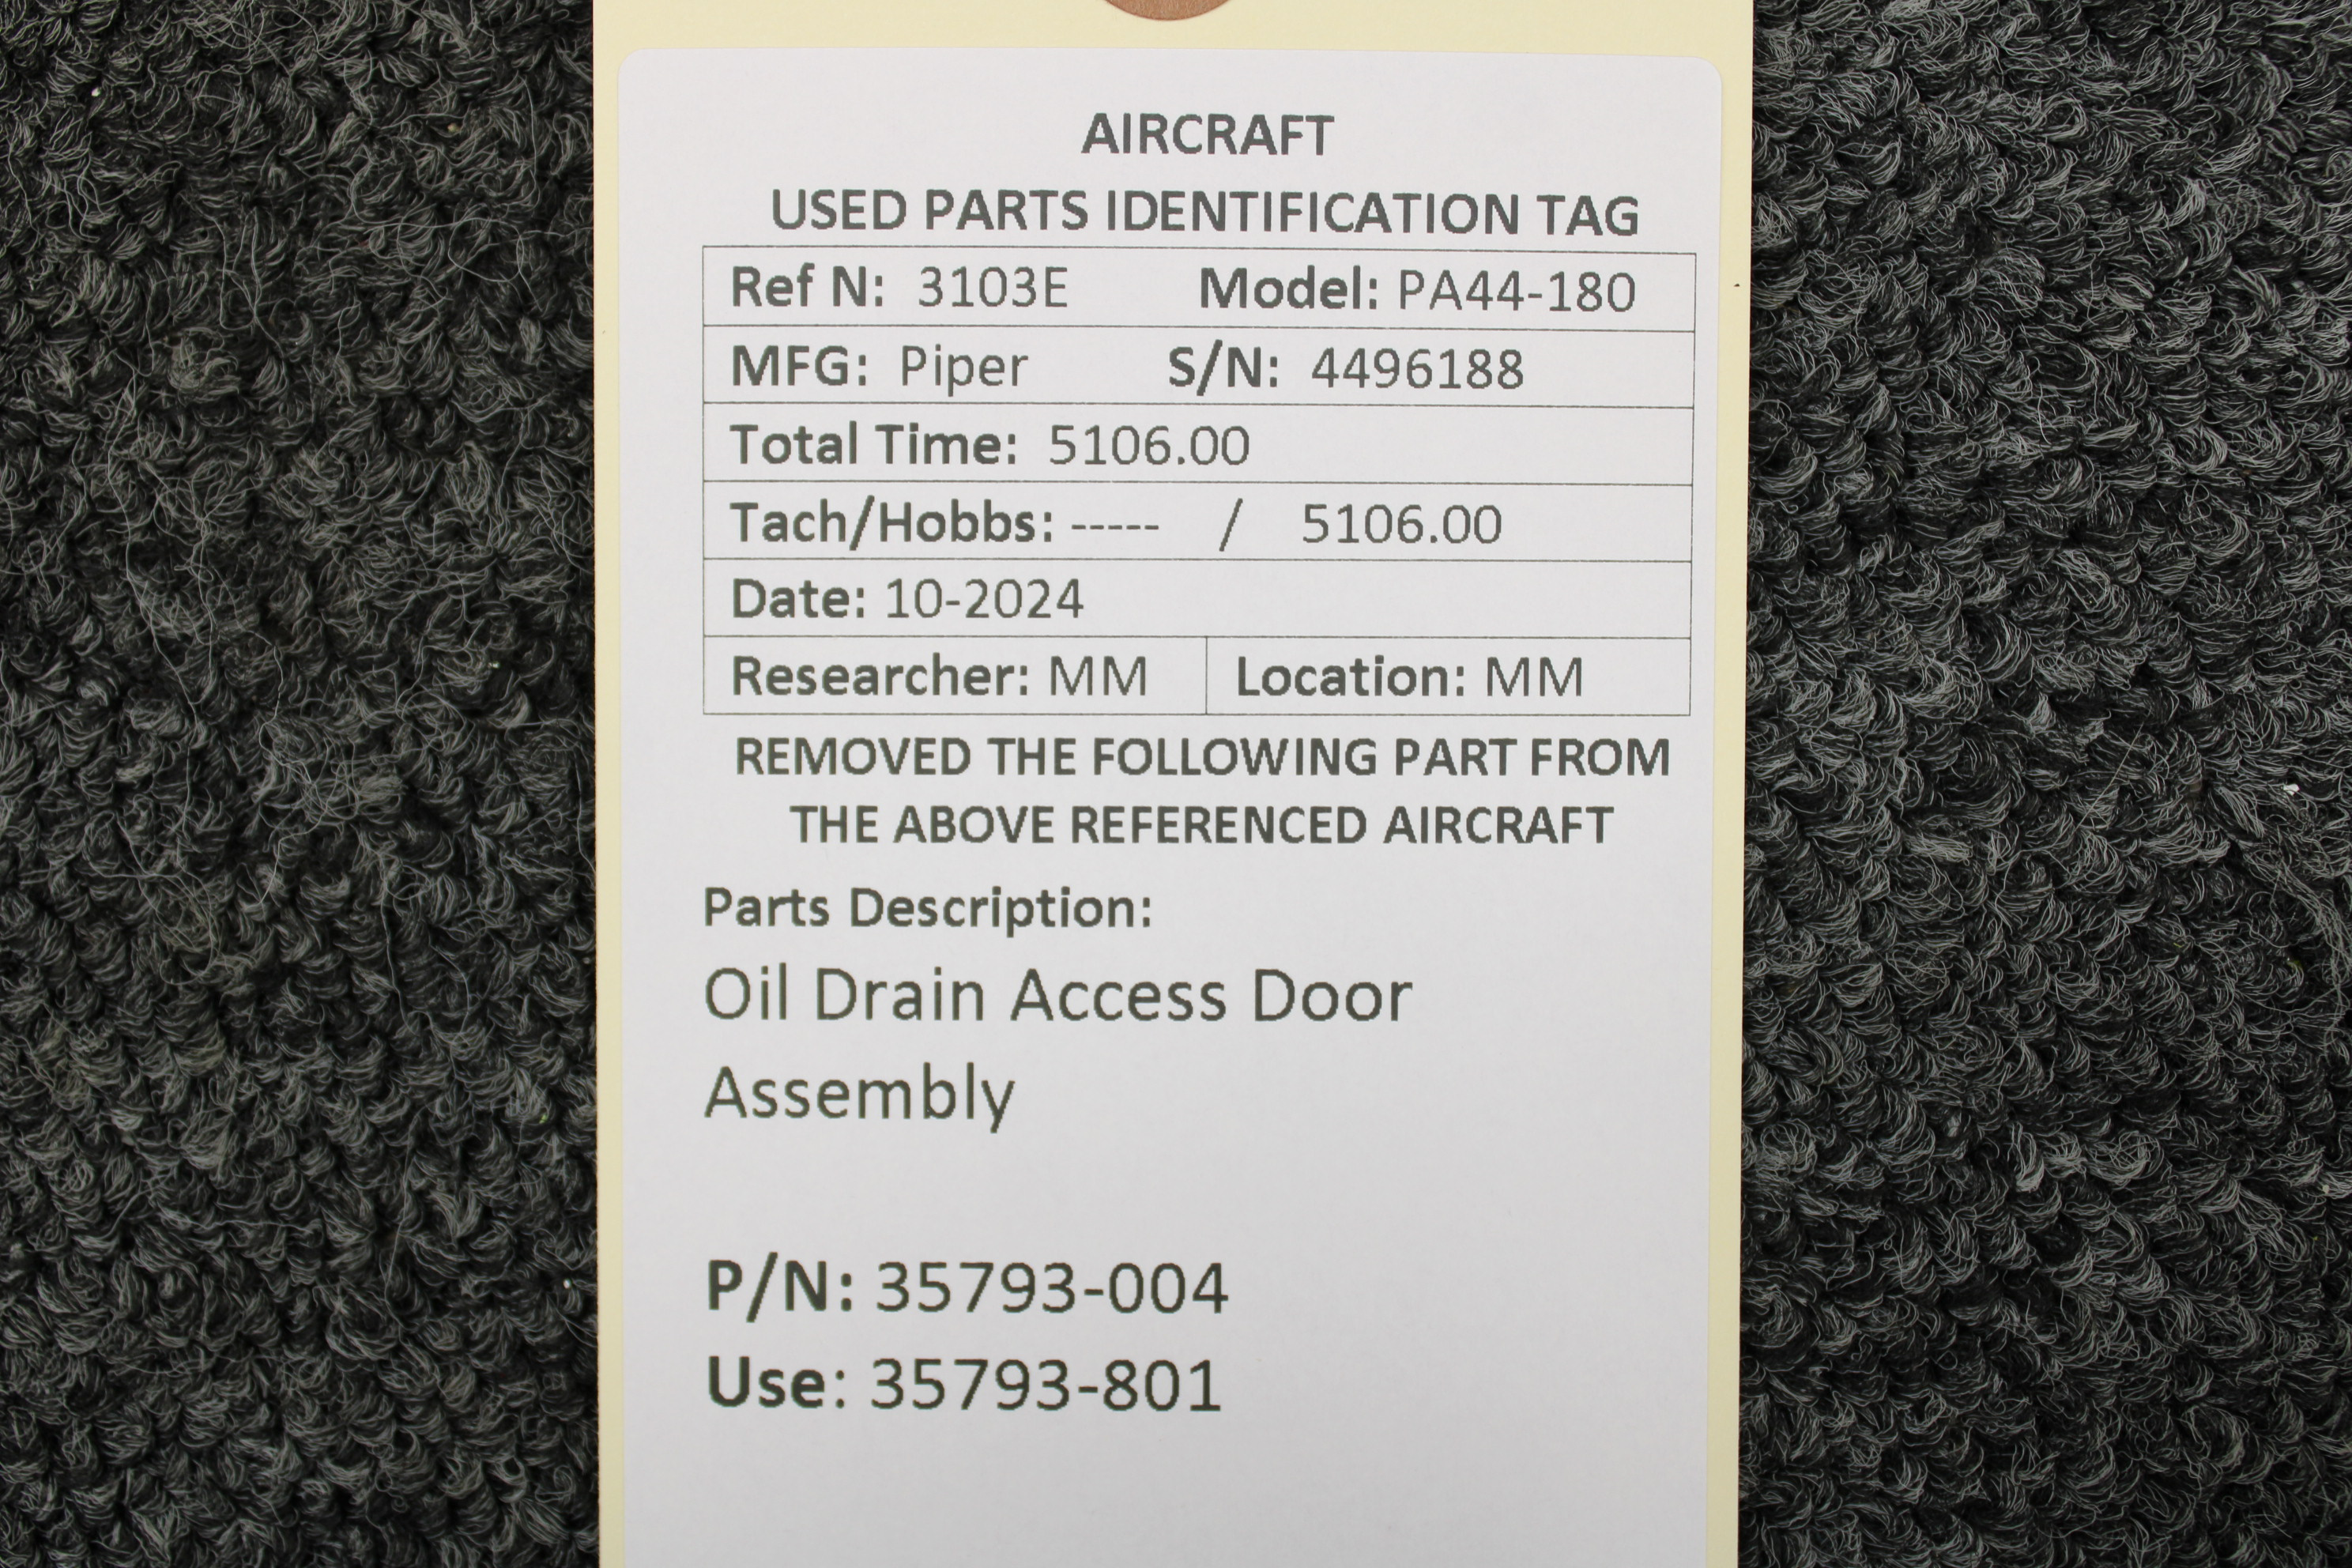 AIRCRAFT
USED PARTS IDENTIFICATION TAG
Ref N: 3103E Model: PA44-180
MFG: Piper S/N: 4496188
Total Time: 5106.00
Tach/Hobbs: ----- / 5106.00
Date: 10-2024
Researcher: MM Location: MM
REMOVED THE FOLLOWING PART FROM
THE ABOVE REFERENCED AIRCRAFT
Parts Description:
Oil Drain Access Door
Assembly
P/N: 35793-004
Use: 35793-801